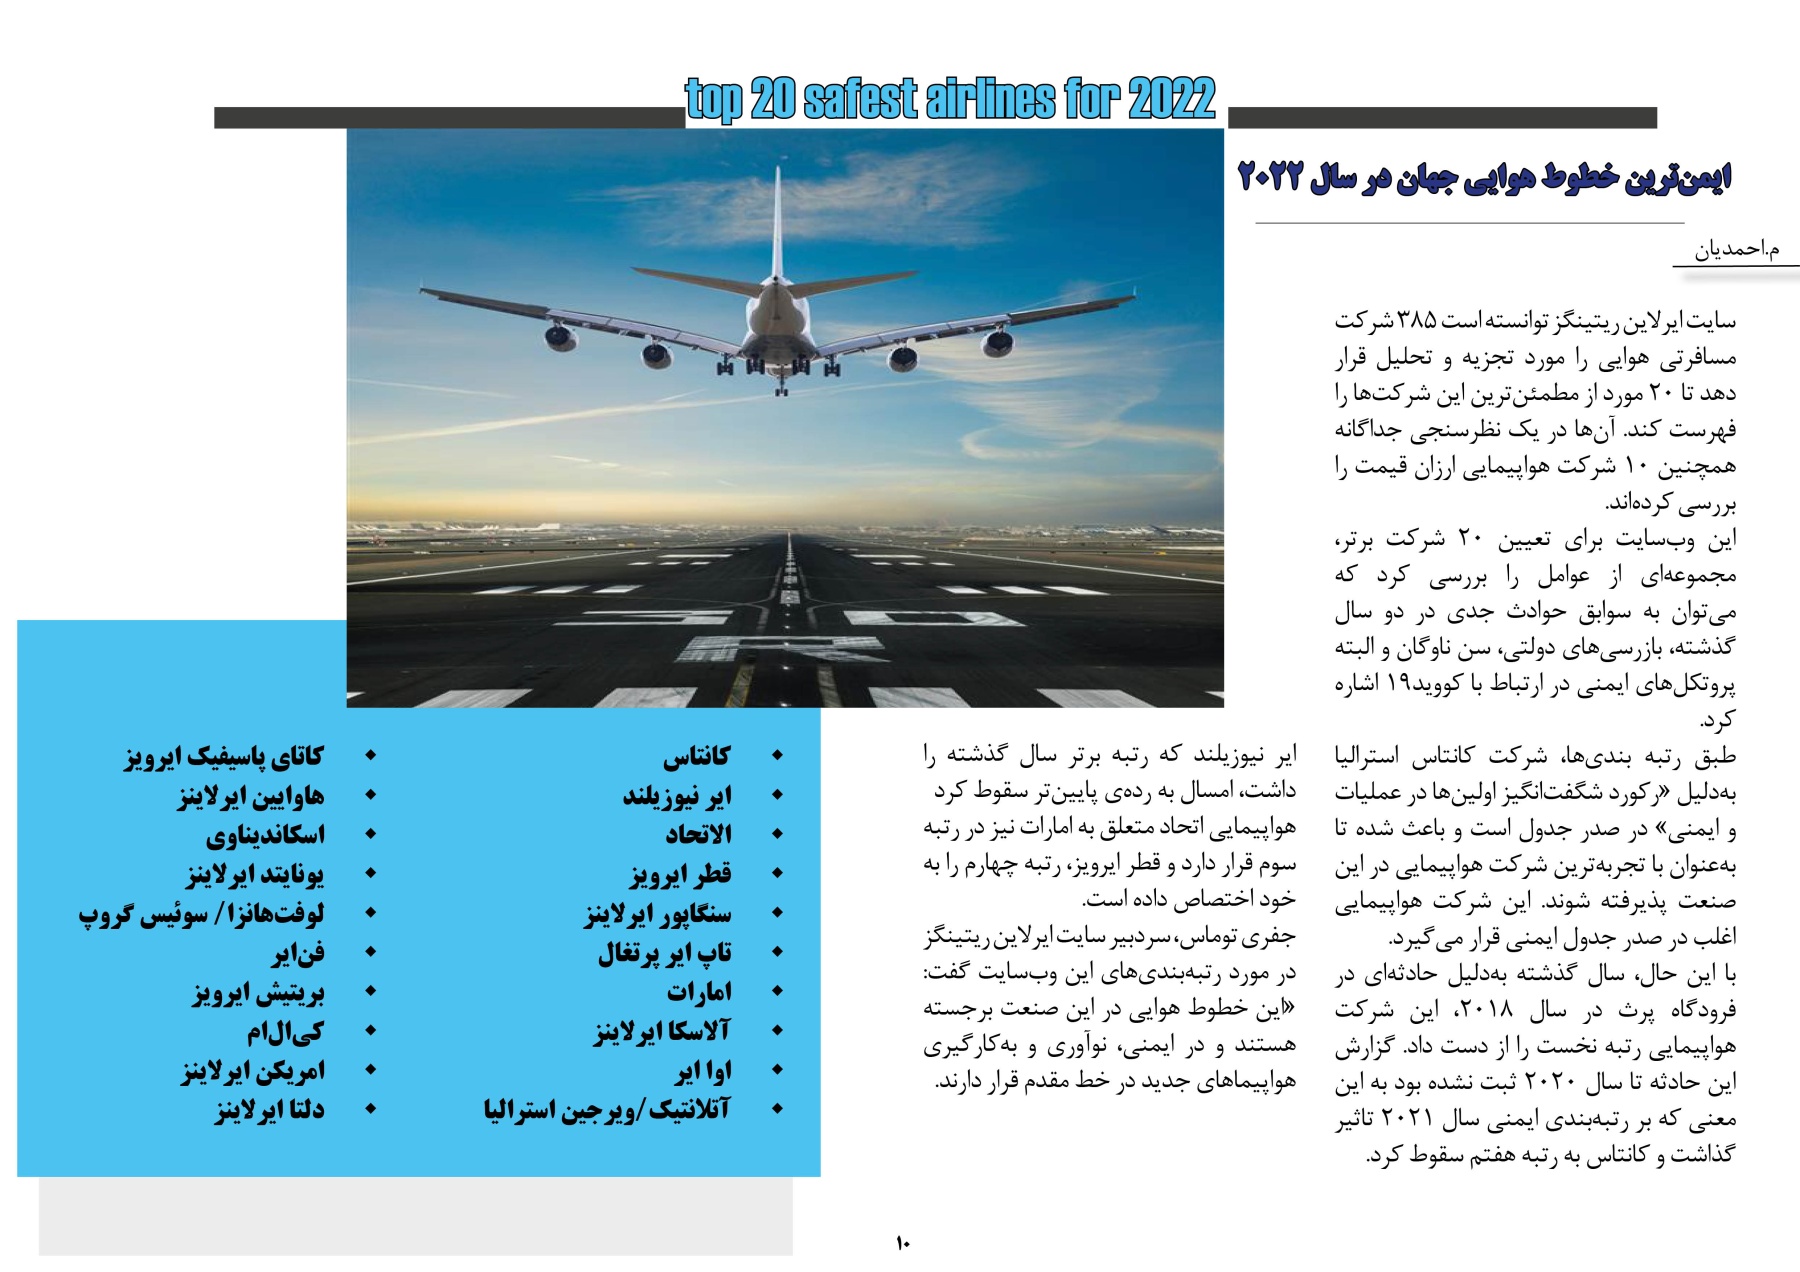 top 20 safest airlines for 2022
ایمن‌ترین خطوط هوایی جهان در سال ۲۰۲۲
م.احمدیان
سایت ایرلاین ریتینگز توانسته است ۳۸۵ شرکت
مسافرتی هوایی را مورد تجزیه و تحلیل قرار
دهد تا ۲۰ مورد از مطمئن‌ترین این شرکت‌ها را
فهرست کند. آن‌ها در یک نظرسنجی جداگانه
همچنین ۱۰ شرکت هواپیمایی ارزان قیمت را
بررسی کرده‌اند.
این وب‌سایت برای تعیین ۲۰ شرکت برتر،
مجموعه‌ای از عوامل را بررسی کرد که
می‌توان به سوابق حوادث جدی در دو سال
گذشته، بازرسی‌های دولتی، سن ناوگان و البته
پروتکل‌های ایمنی در ارتباط با کووید۱۹ اشاره
کرد.
طبق رتبه بندی‌ها، شرکت کانتاس استرالیا
به‌دلیل «رکورد شگفت‌انگیز اولین‌ها در عملیات
و ایمنی» در صدر جدول است و باعث شده تا
به‌عنوان با تجربه‌ترین شرکت هواپیمایی در این
صنعت پذیرفته شوند. این شرکت هواپیمایی
اغلب در صدر جدول ایمنی قرار می‌گیرد.
با این حال، سال گذشته به‌دلیل حادثه‌ای در
فرودگاه پرث در سال ۲۰۱۸، این شرکت
هواپیمایی رتبه نخست را از دست داد. گزارش
این حادثه تا سال ۲۰۲۰ ثبت نشده بود به این
معنی که بر رتبه‌بندی ایمنی سال ۲۰۲۱ تاثیر
گذاشت و کانتاس به رتبه هفتم سقوط کرد.
ایر نیوزیلند که رتبه برتر سال گذشته را
داشت، امسال به رده‌ی پایین‌تر سقوط کرد
هواپیمایی اتحاد متعلق به امارات نیز در رتبه
سوم قرار دارد و قطر ایرویز، رتبه چهارم را به
خود اختصاص داده است.
جفری توماس، سردبیر سایت ایرلاین ریتینگز
در مورد رتبه‌بندی‌های این وب‌سایت گفت:
«این خطوط هوایی در این صنعت برجسته
هستند و در ایمنی، نوآوری و به‌کارگیری
هواپیماهای جدید در خط مقدم قرار دارند.
کانتاس
ایر نیوزیلند
الاتحاد
قطر ایرویز
سنگاپور ایرلاینز
تاپ ایر پرتغال
امارات
آلاسکا ایرلاینز
اوا ایر
آتلانتیک/ویرجین استرالیا
کاتای پاسیفیک ایرویز
هاوایین ایرلاینز
اسکاندیناوی
یونایتد ایرلاینز
لوفت‌هانزا/ سوئیس گروپ
فن‌ایر
بریتیش ایرویز
کی‌ال‌ام
امریکن ایرلاینز
دلتا ایرلاینز
۱۰